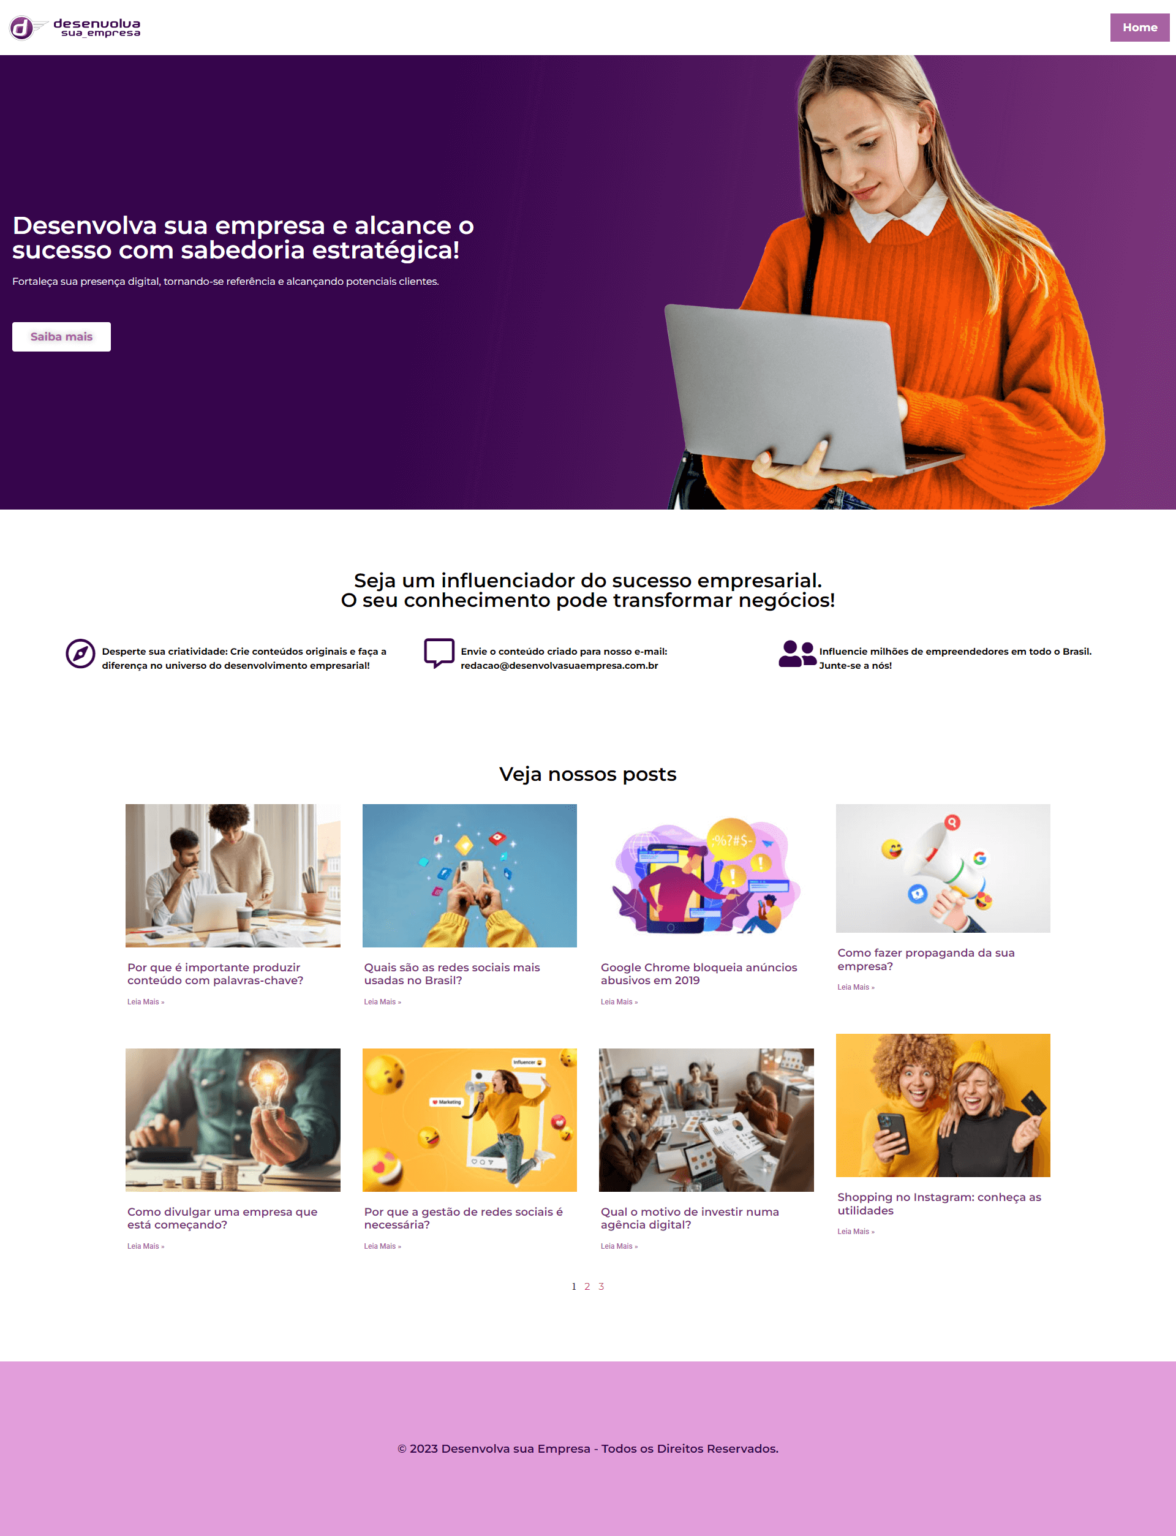 desenvolva
sua_empresa
Home
Desenvolva sua empresa e alcance o
sucesso com sabedoria estratégica!
Fortaleça sua presença digital, tornando-se referência e alcançando potenciais clientes.
Saiba mais
Seja um influenciador do sucesso empresarial.
O seu conhecimento pode transformar negócios!
Desperte sua criatividade: Crie conteúdos originais e faça a
diferença no universo do desenvolvimento empresarial!
Envie o conteúdo criado para nosso e-mail:
redacao@desenvolvasuaempresa.com.br
Influencie milhões de empreendedores em todo o Brasil.
Junte-se a nós!
Veja nossos posts
;%?#$-
Por que é importante produzir
conteúdo com palavras-chave?
Leia Mais »
Quais são as redes sociais mais
usadas no Brasil?
Leia Mais »
Google Chrome bloqueia anúncios
abusivos em 2019
Leia Mais »
Como fazer propaganda da sua
empresa?
Leia Mais »
Influencer
Marketing
Como divulgar uma empresa que
está começando?
Leia Mais »
Por que a gestão de redes sociais é
necessária?
Leia Mais »
Qual o motivo de investir numa
agência digital?
Leia Mais »
Shopping no Instagram: conheça as
utilidades
Leia Mais »
1 2 3
© 2023 Desenvolva sua Empresa - Todos os Direitos Reservados.